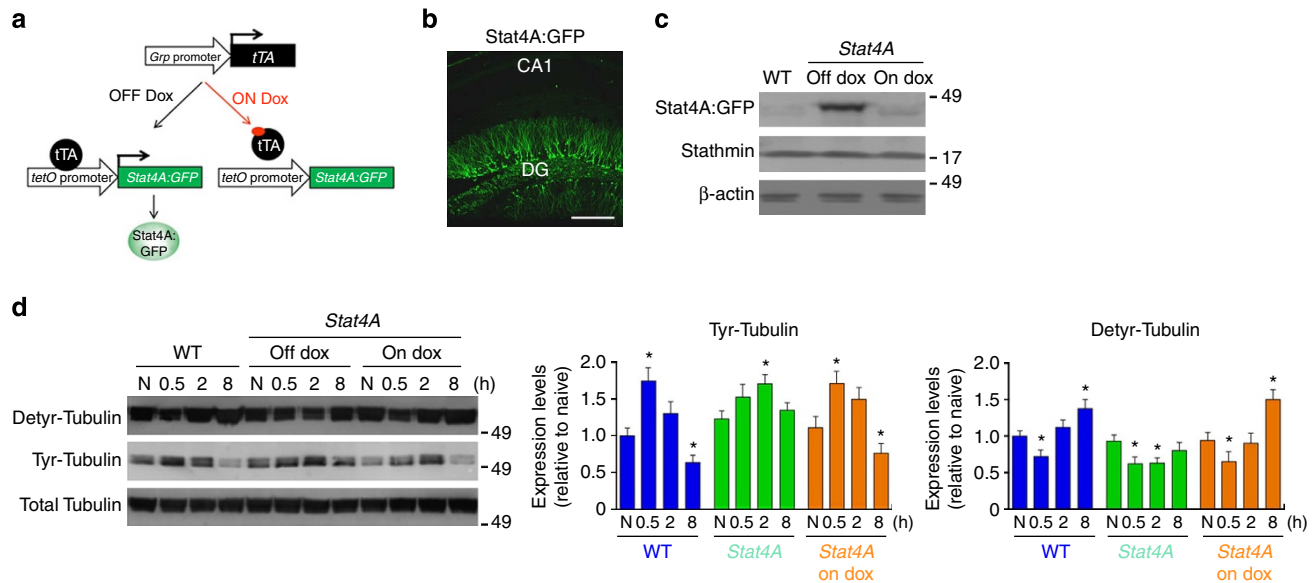 a
Grp promoter
tTA
OFF Dox
ON Dox
tTA
tTA
tetO promoter
Stat4A:GFP
tetO promoter
Stat4A:GFP
Stat4A:
GFP
b
Stat4A:GFP
CA1
DG
c
Stat4A
WT Off dox On dox
Stat4A:GFP
49
Stathmin
17
49
β-actin
d
Stat4A
WT Off dox On dox
N 0.5 2 8 N 0.5 2 8 N 0.5 2 8 (h)
Detyr-Tubulin
49
Tyr-Tubulin
49
Total Tubulin
49
Tyr-Tubulin
Expression levels
(relative to naive)
2.0
1.5
1.0
0.5
0
* * * * *
N 0.5 2 8 N 0.5 2 8 N 0.5 2 8 (h)
WT
Stat4A
Stat4A
on dox
Detyr-Tubulin
Expression levels
(relative to naive)
2.0
1.5
1.0
0.5
0
* * * * * *
N 0.5 2 8 N 0.5 2 8 N 0.5 2 8 (h)
WT
Stat4A
Stat4A
on dox